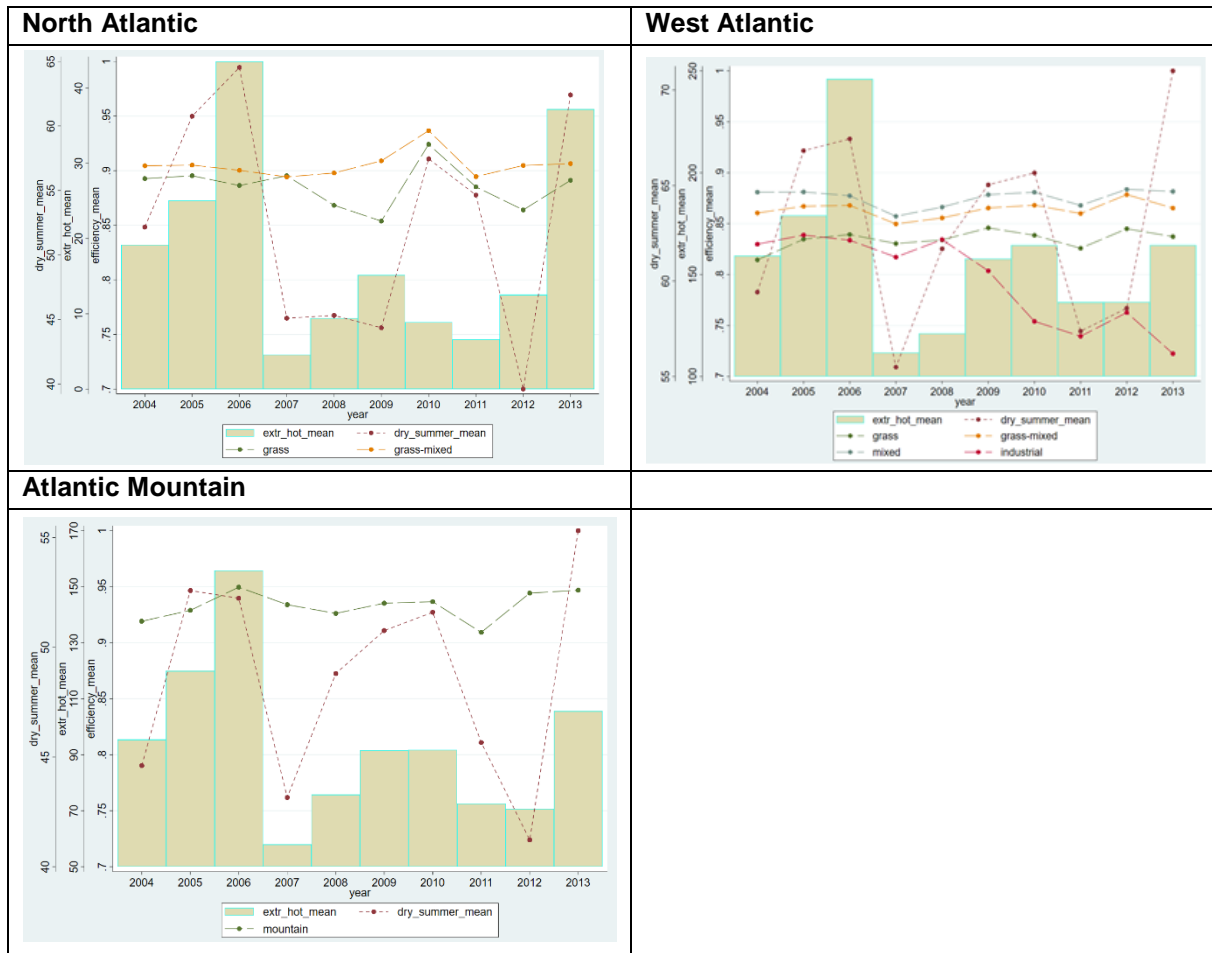 North Atlantic
West Atlantic
dry_summer_mean
40 45 50 55 60 65
extr_hot_mean
0 10 20 30 40
efficiency_mean
.7 .75 .8 .85 .9 .95 1
2004 2005 2006 2007 2008 2009 2010 2011 2012 2013
year
extr_hot_mean dry_summer_mean
grass grass-mixed
dry_summer_mean
55 60 65 70
extr_hot_mean
100 150 200 250
efficiency_mean
.7 .75 .8 .85 .9 .95 1
2004 2005 2006 2007 2008 2009 2010 2011 2012 2013
year
extr_hot_mean dry_summer_mean
grass grass-mixed
mixed industrial
Atlantic Mountain
dry_summer_mean
40 45 50 55
extr_hot_mean
50 70 90 110 130 150 170
efficiency_mean
.7 .75 .8 .85 .9 .95 1
2004 2005 2006 2007 2008 2009 2010 2011 2012 2013
year
extr_hot_mean dry_summer_mean
mountain